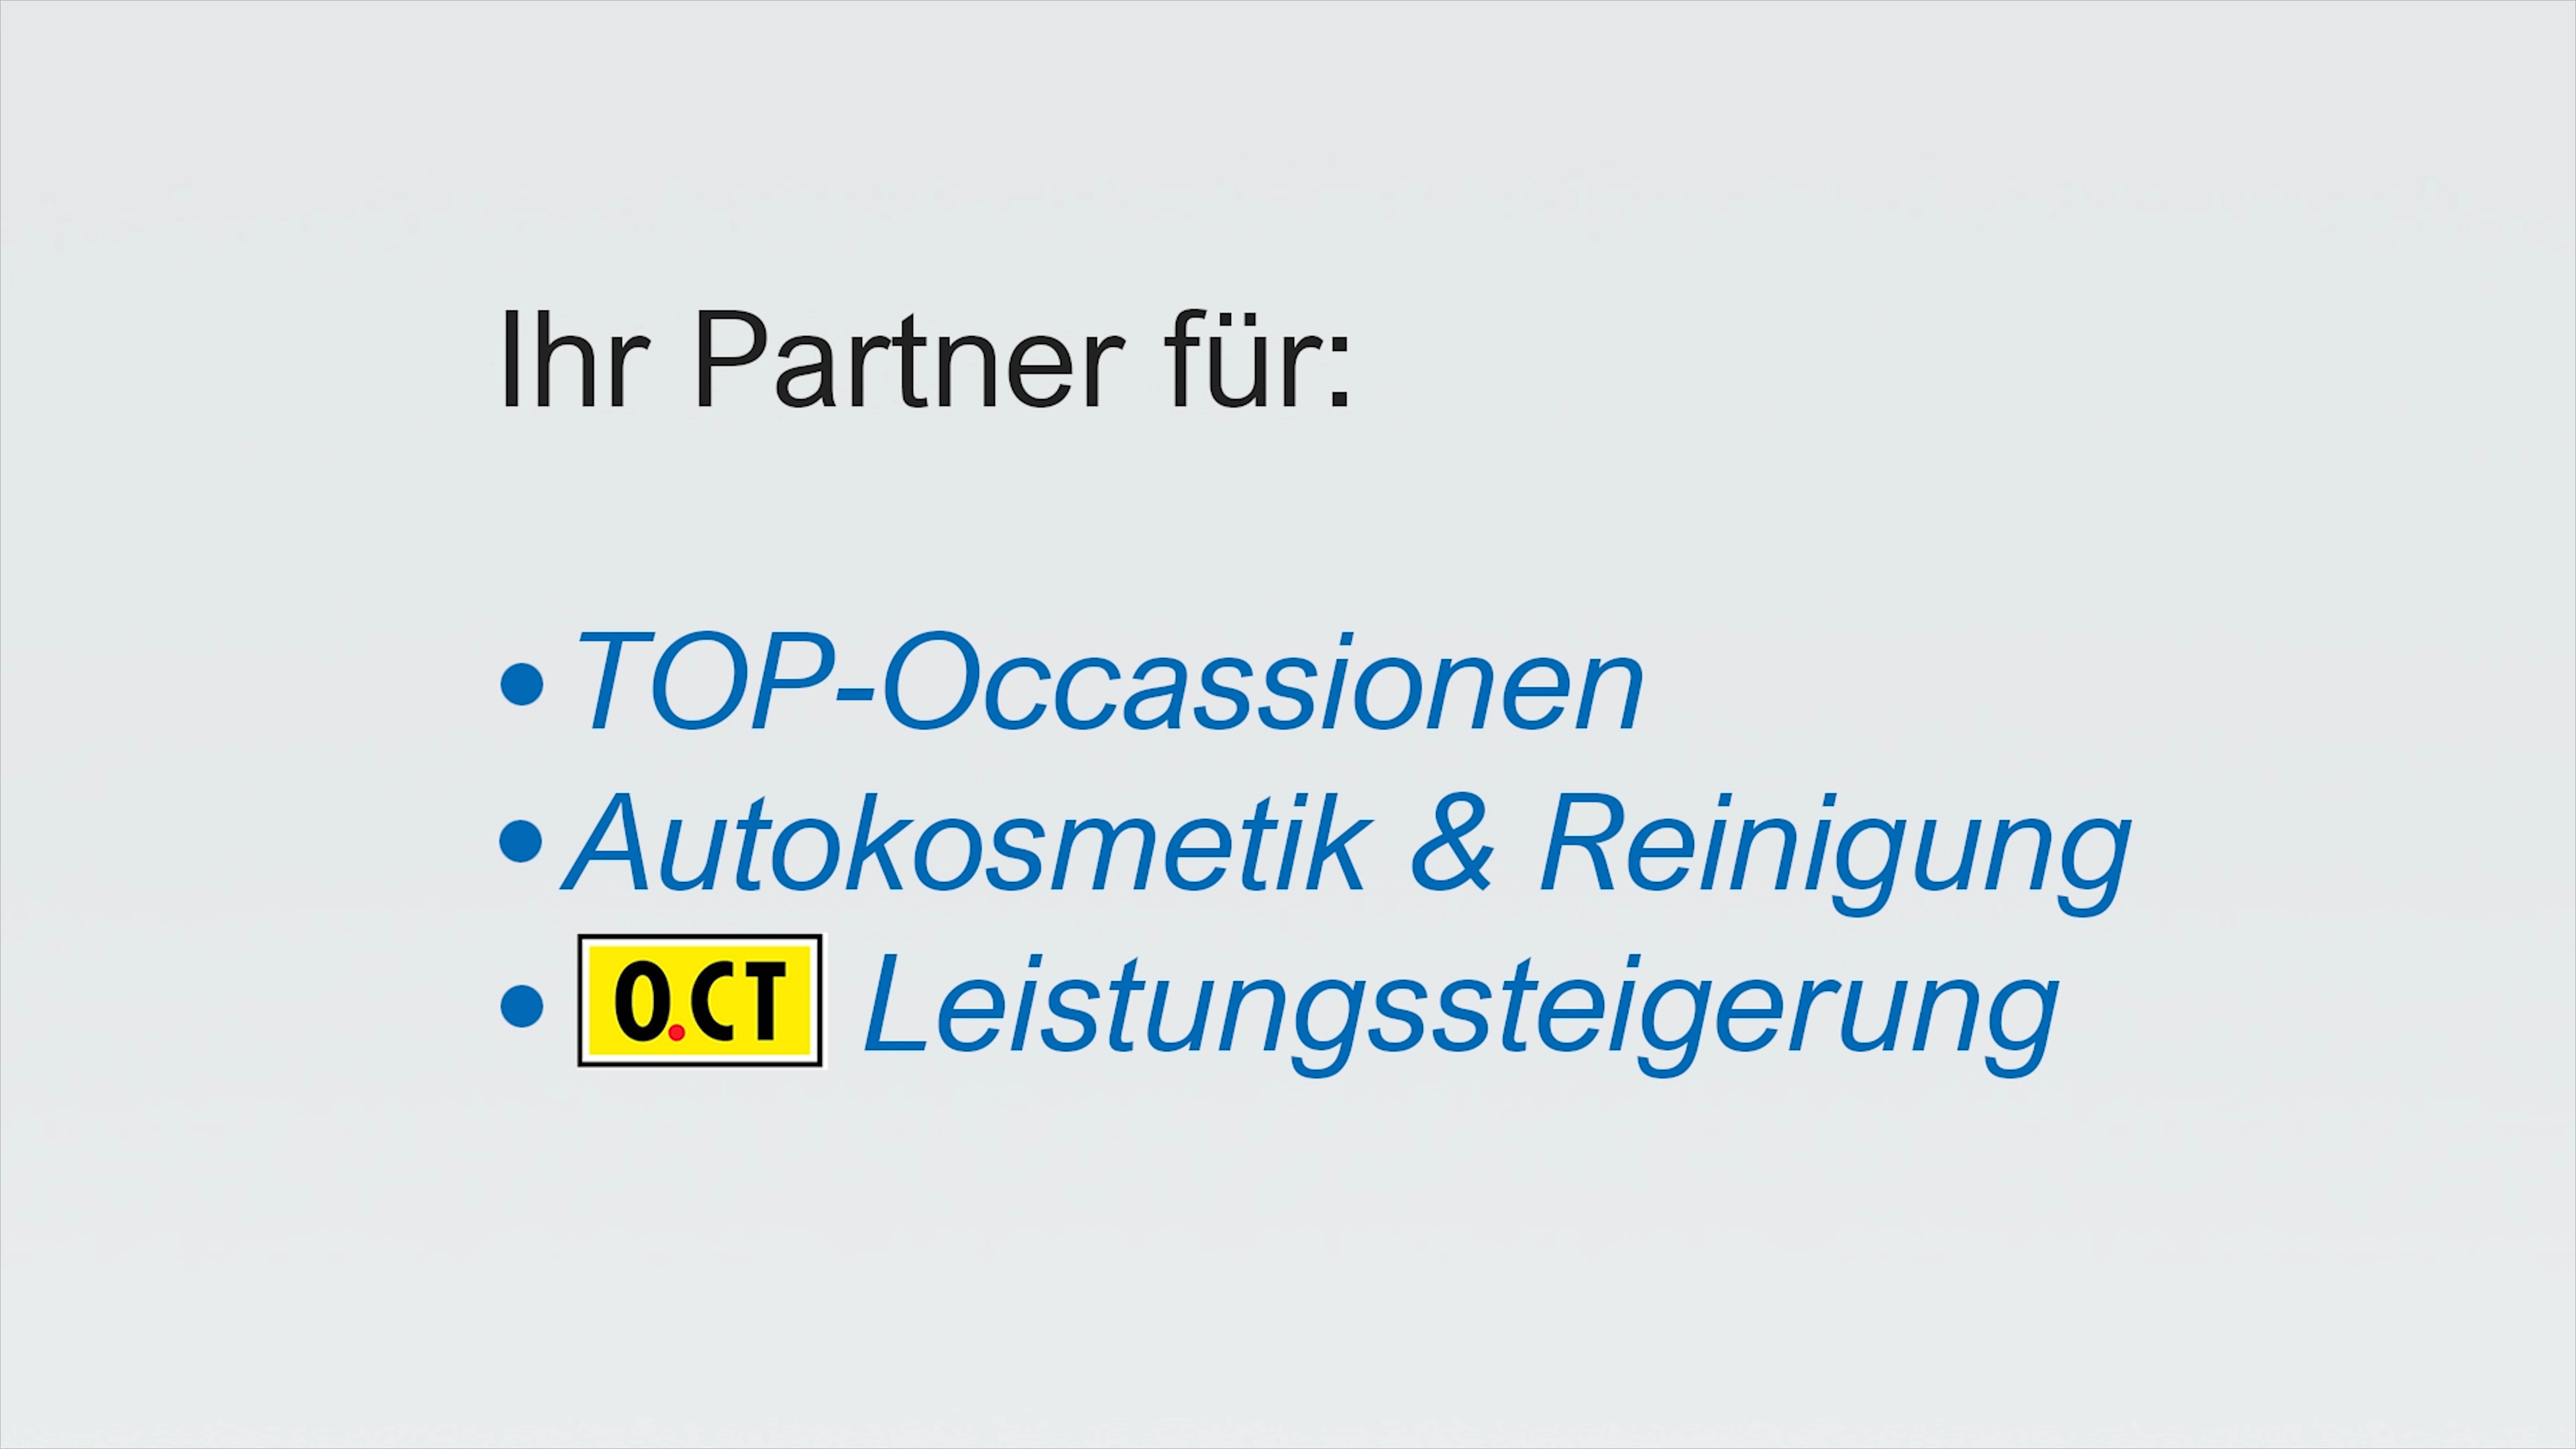 Ihr Partner für:
• TOP-Occassionen
• Autokosmetik & Reinigung
• O.CT Leistungssteigerung